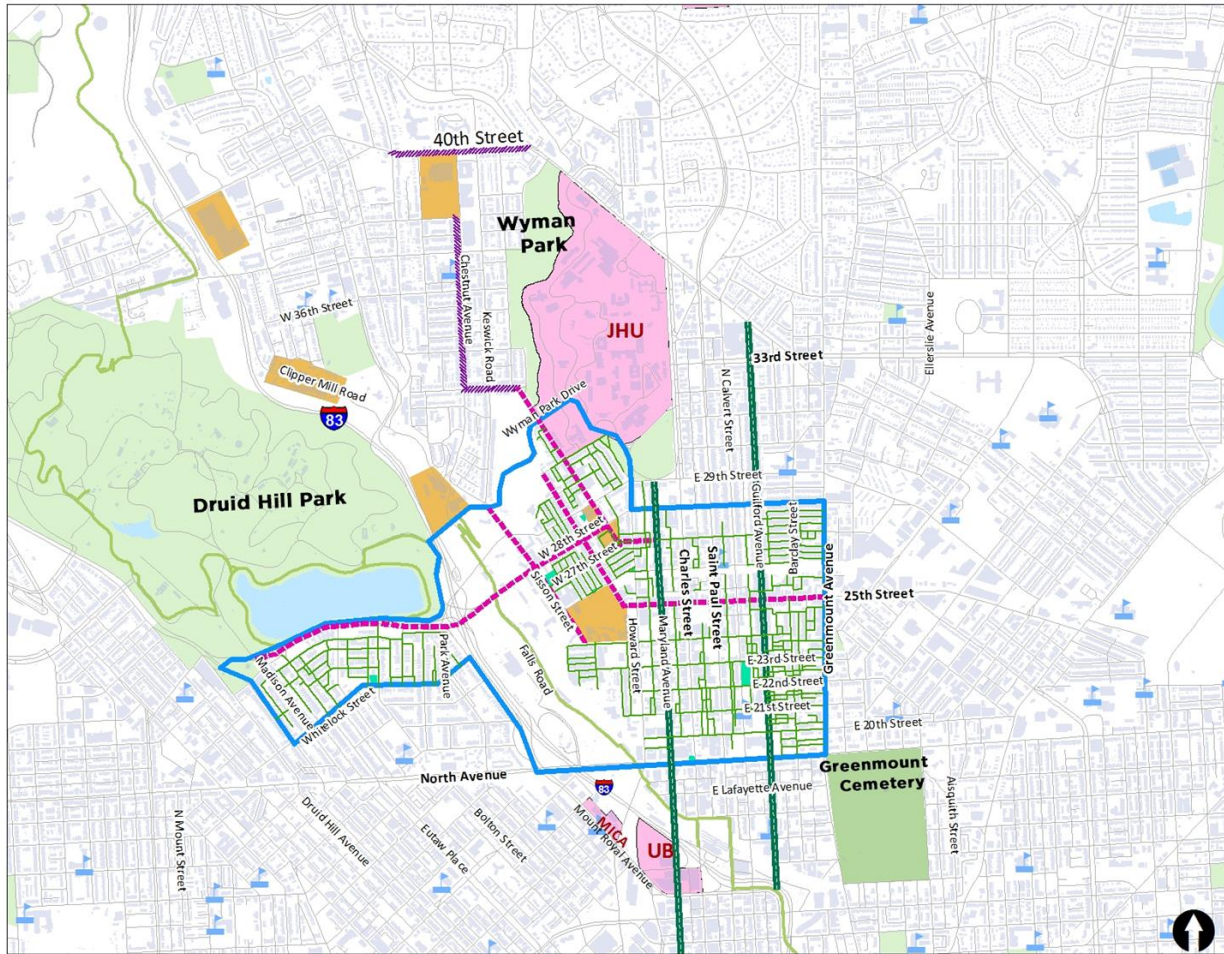 40th Street
Wyman
Park
Chestnut Avenue
Keswick Road
JHU
W 36th Street
Ellerslie Avenue
33rd Street
Clipper Mill Road
83
N Calvert Street
Wyman Park Drive
Druid Hill Park
E 29th Street
Guilford Avenue
Barclay Street
W 28th Street
W 27th Street
Sisson Street
Saint Paul Street
Charles Street
Greenmount Avenue
25th Street
Howard Street
Maryland Avenue
Park Avenue
Falls Road
Madison Avenue
Whitelock Street
E 23rd Street
E 22nd Street
E 21st Street
E 20th Street
North Avenue
Greenmount
Cemetery
83
E Lafayette Avenue
Aisquith Street
N Mount Street
Druid Hill Avenue
Eutaw Place
Bolton Street
MICA
Mount Royal Avenue
UB